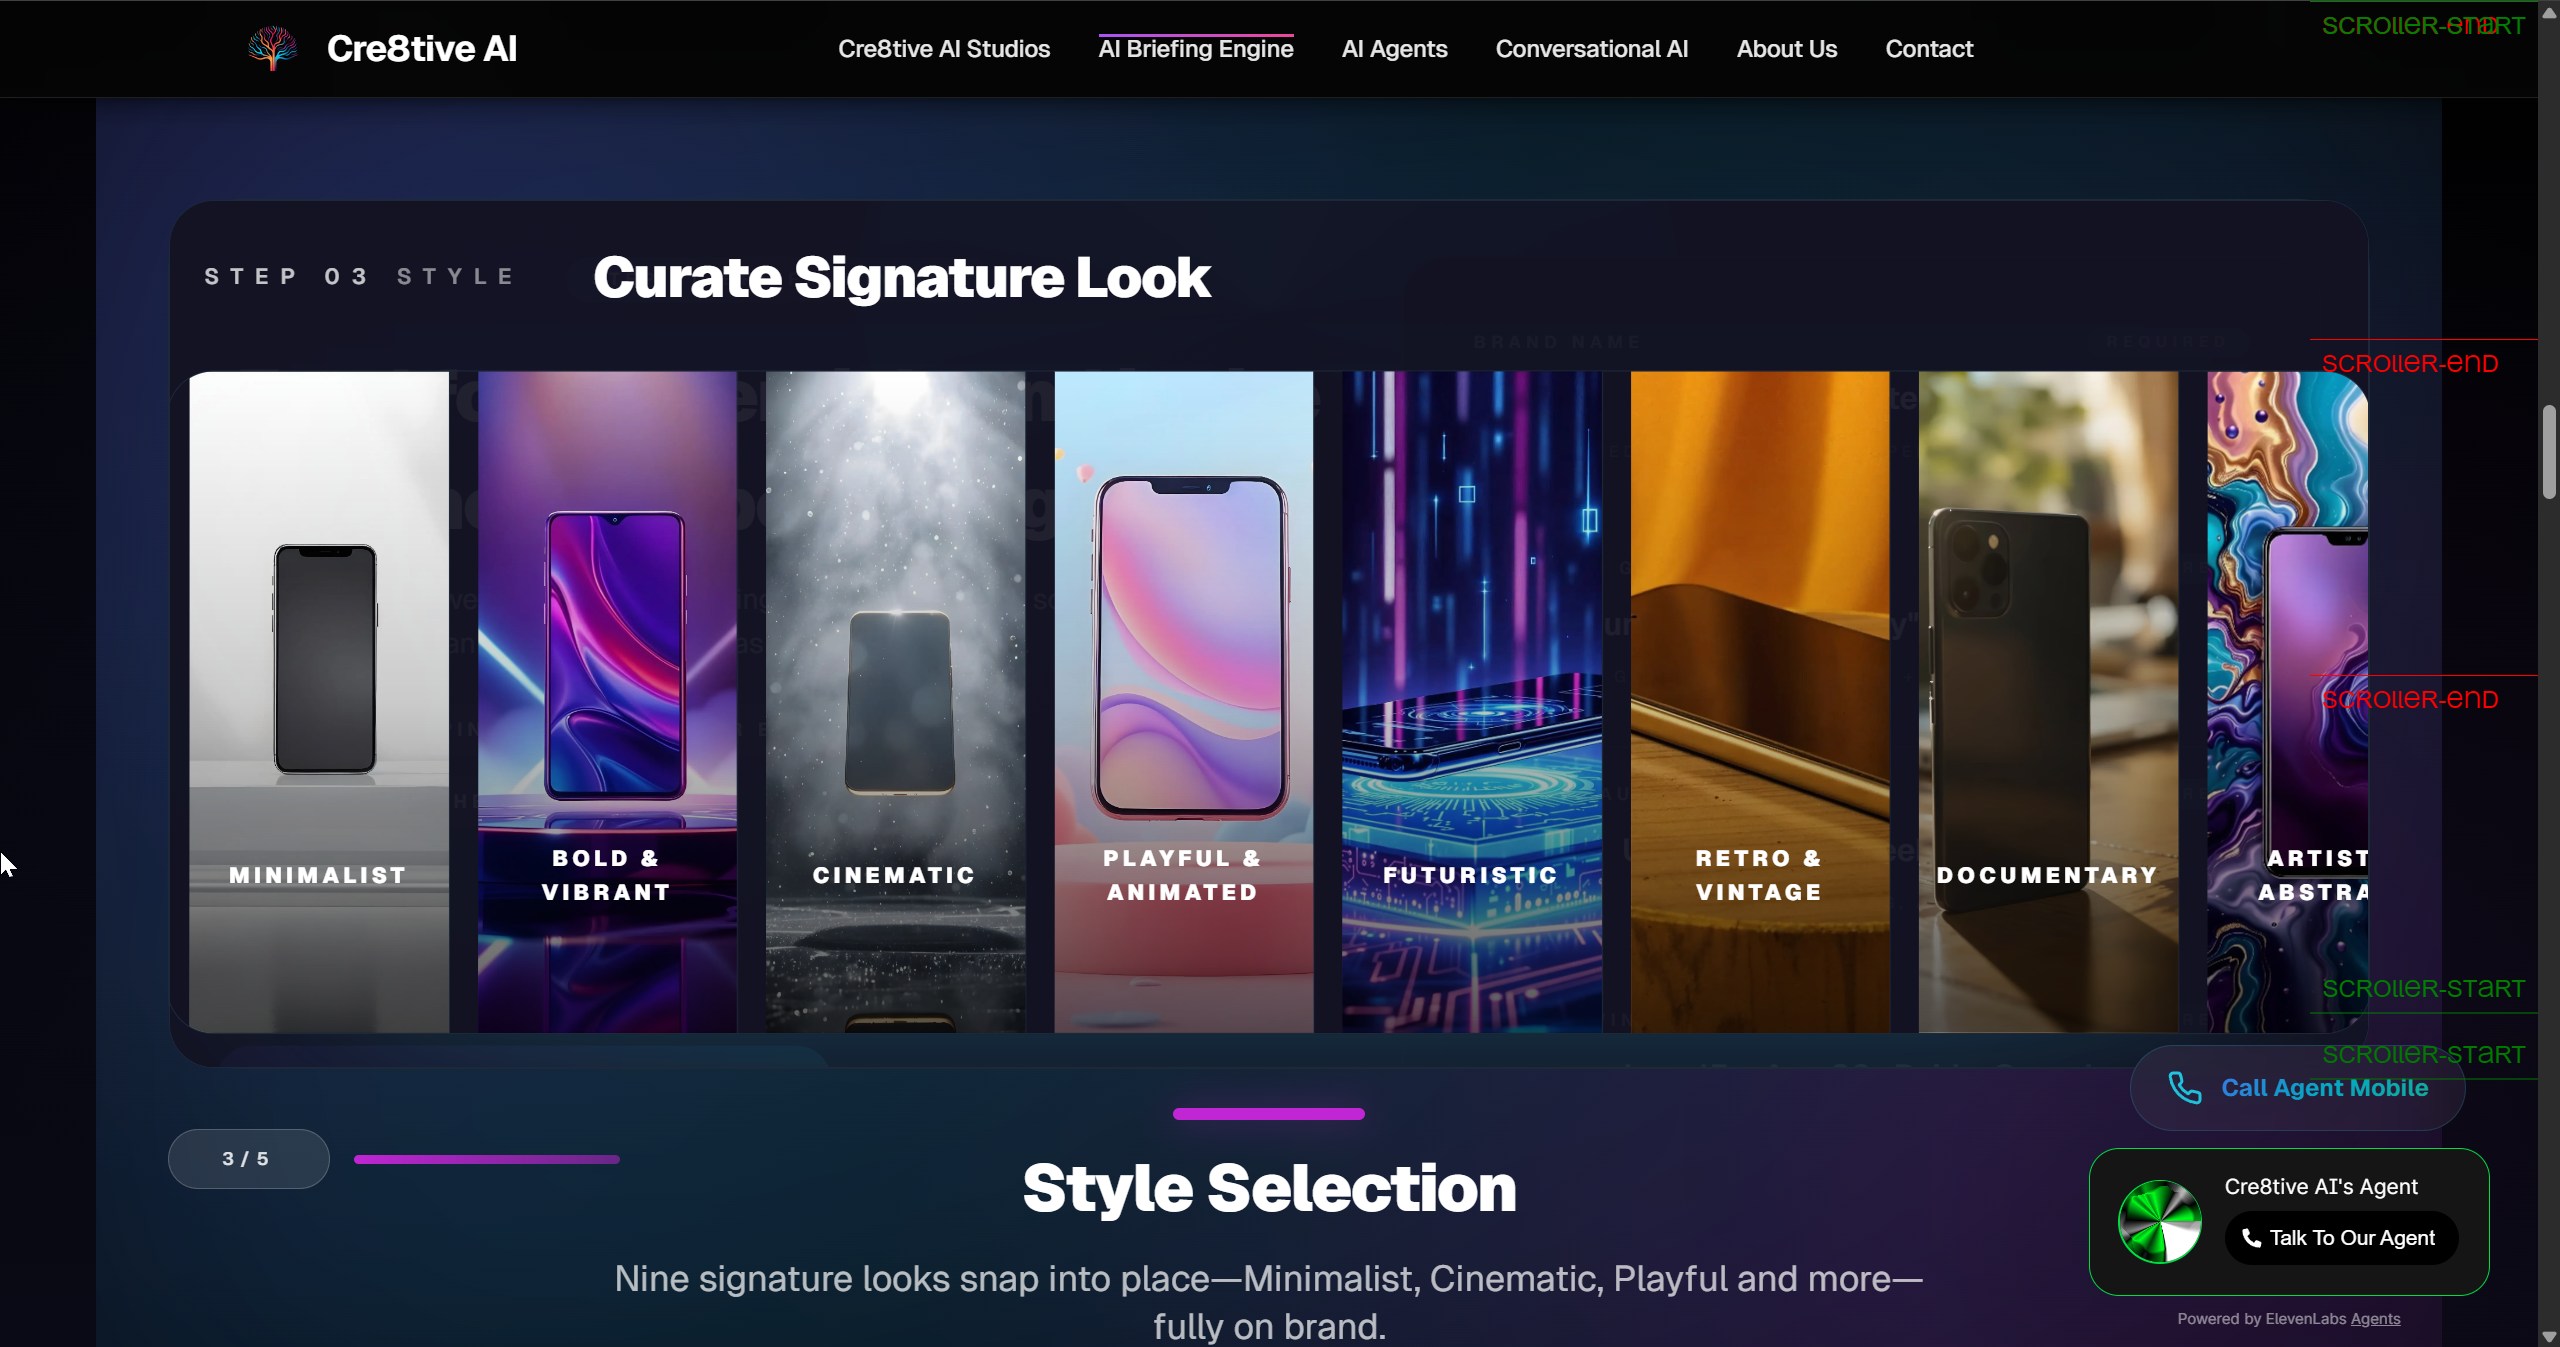 Cre8tive AI
Cre8tive AI Studios
AI Briefing Engine
AI Agents
Conversational AI
About Us
Contact
scroller-start
STEP 03 STYLE
Curate Signature Look
BRAND NAME
REQUIRED
scroller-end
scroller-end
MINIMALIST
BOLD &
VIBRANT
CINEMATIC
PLAYFUL &
ANIMATED
FUTURISTIC
RETRO &
VINTAGE
DOCUMENTARY
ARTIST
ABSTRA
scroller-start
scroller-start
Call Agent Mobile
3 / 5
Style Selection
Nine signature looks snap into place—Minimalist, Cinematic, Playful and more—
fully on brand.
Cre8tive AI's Agent
Talk To Our Agent
Powered by ElevenLabs Agents